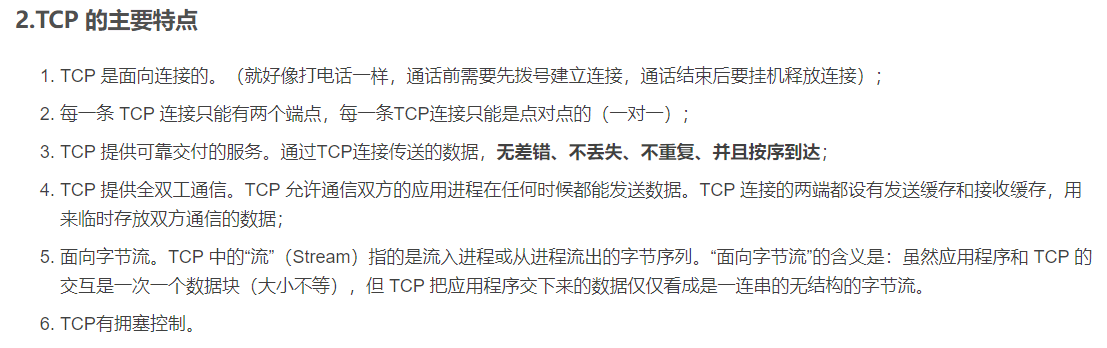 2.TCP 的主要特点
1. TCP 是面向连接的。（就好像打电话一样，通话前需要先拨号建立连接，通话结束后要挂机释放连接）；
2. 每一条 TCP 连接只能有两个端点，每一条TCP连接只能是点对点的（一对一）；
3. TCP 提供可靠交付的服务。通过TCP连接传送的数据，无差错、不丢失、不重复、并且按序到达；
4. TCP 提供全双工通信。TCP 允许通信双方的应用进程在任何时候都能发送数据。TCP 连接的两端都设有发送缓存和接收缓存，用
来临时存放双方通信的数据；
5. 面向字节流。TCP 中的“流”（Stream）指的是流入进程或从进程流出的字节序列。“面向字节流”的含义是：虽然应用程序和 TCP 的
交互是一次一个数据块（大小不等），但 TCP 把应用程序交下来的数据仅仅看成是一连串的无结构的字节流。
6. TCP有拥塞控制。